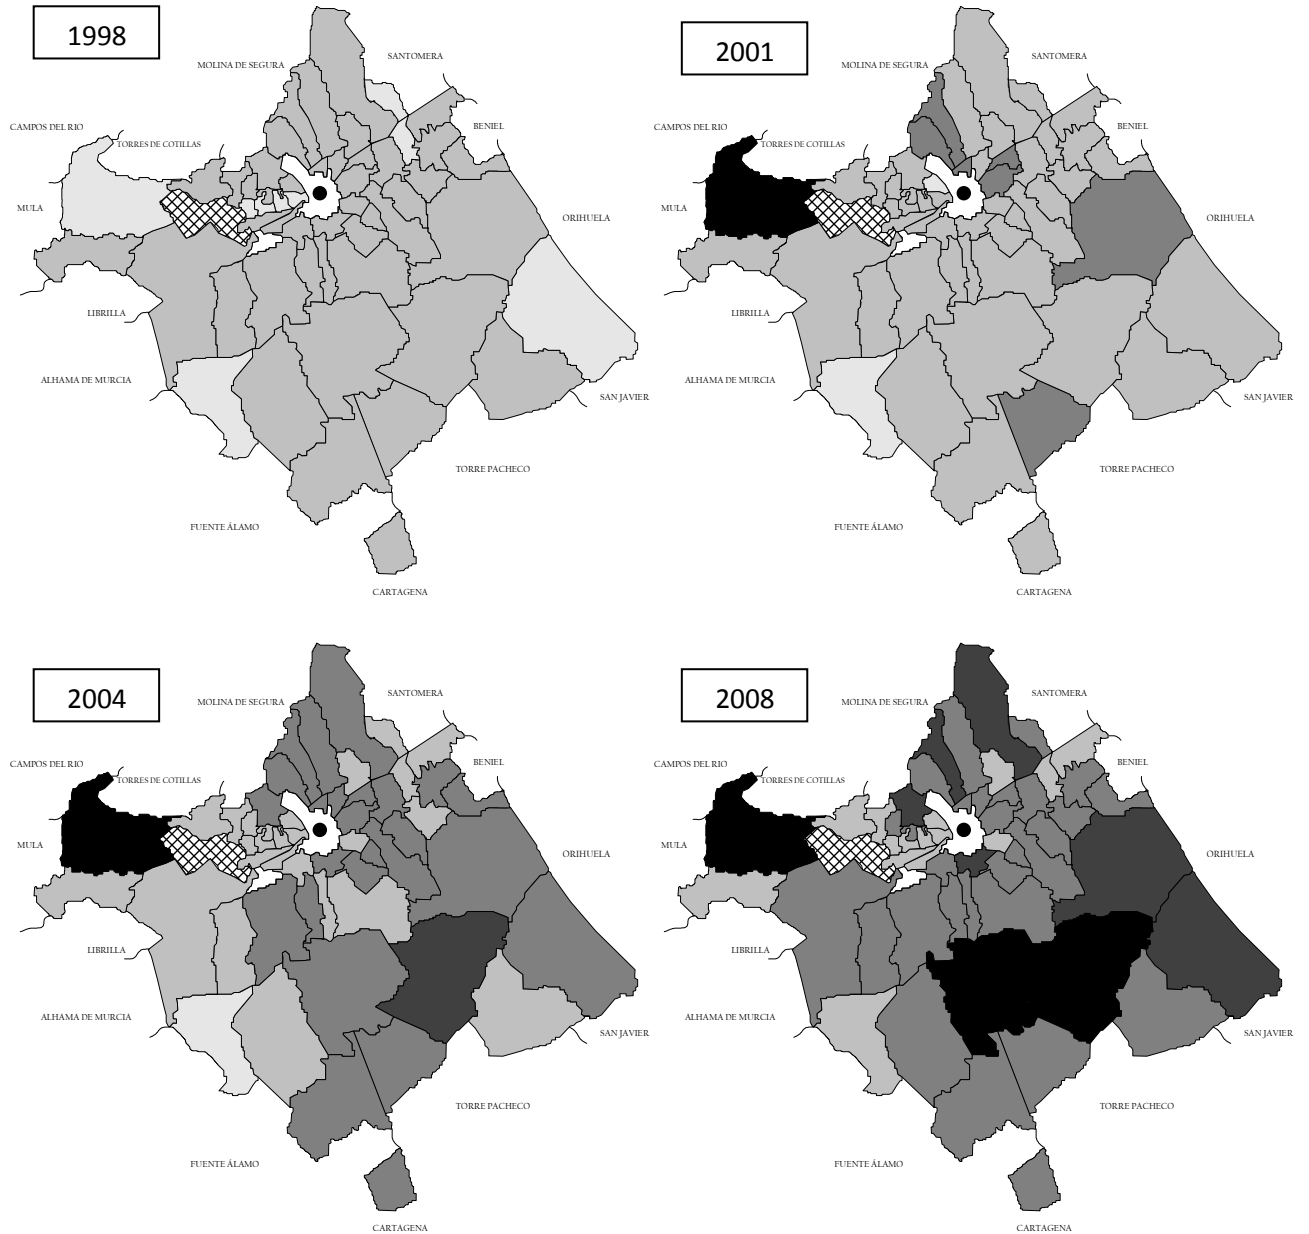 1998
SANTOMERA
MOLINA DE SEGURA
CAMPOS DEL RIO
BENIEL
TORRES DE COTILLAS
MULA
ORIHUELA
LIBRILLA
ALHAMA DE MURCIA
SAN JAVIER
TORRE PACHECO
FUENTE ÁLAMO
CARTAGENA
2001
SANTOMERA
MOLINA DE SEGURA
CAMPOS DEL RIO
BENIEL
TORRES DE COTILLAS
MULA
ORIHUELA
LIBRILLA
ALHAMA DE MURCIA
SAN JAVIER
TORRE PACHECO
FUENTE ÁLAMO
CARTAGENA
2004
SANTOMERA
MOLINA DE SEGURA
CAMPOS DEL RIO
BENIEL
TORRES DE COTILLAS
MULA
ORIHUELA
LIBRILLA
ALHAMA DE MURCIA
SAN JAVIER
TORRE PACHECO
FUENTE ÁLAMO
CARTAGENA
2008
SANTOMERA
MOLINA DE SEGURA
CAMPOS DEL RIO
BENIEL
TORRES DE COTILLAS
MULA
ORIHUELA
LIBRILLA
ALHAMA DE MURCIA
SAN JAVIER
TORRE PACHECO
FUENTE ÁLAMO
CARTAGENA